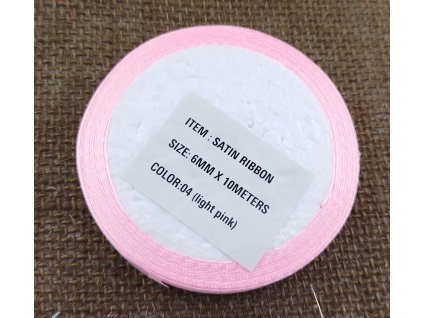 ITEM : SATIN RIBBON
SIZE: 6MM X 10METERS
COLOR:04 (light pink)